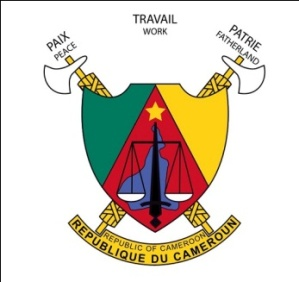 PAIX
PEACE
TRAVAIL
WORK
PATRIE
FATHERLAND
REPUBLIC OF CAMEROON
REPUBLIQUE DU CAMEROUN